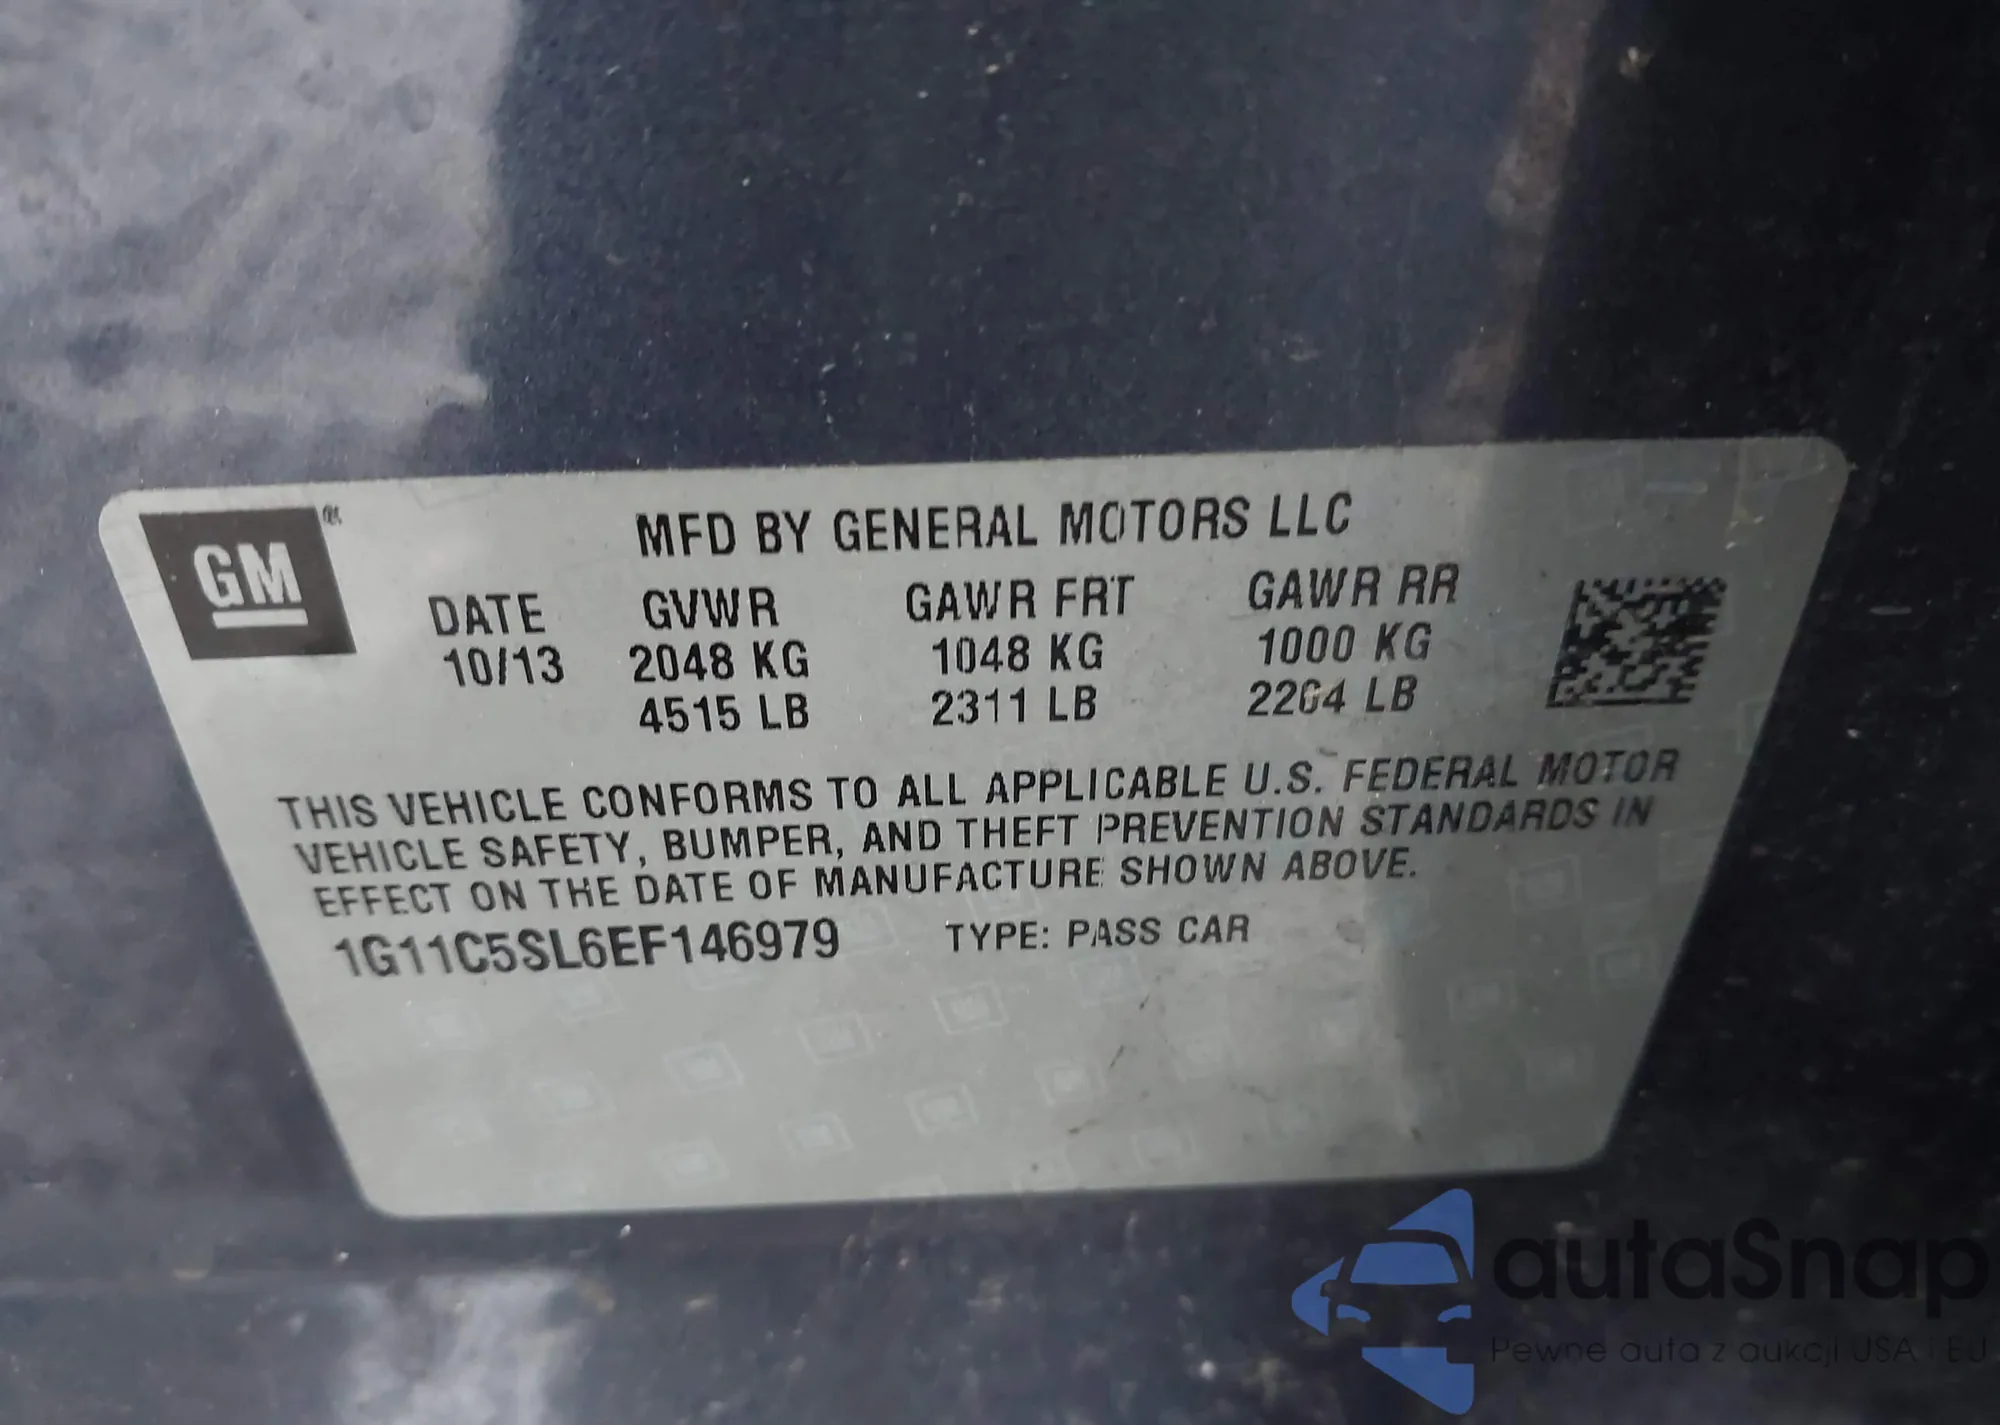 GM ®
MFD BY GENERAL MOTORS LLC
DATE GVWR GAWR FRT GAWR RR
10/13 2048 KG 1048 KG 1000 KG
4515 LB 2311 LB 2204 LB
THIS VEHICLE CONFORMS TO ALL APPLICABLE U.S. FEDERAL MOTOR
VEHICLE SAFETY, BUMPER, AND THEFT PREVENTION STANDARDS IN
EFFECT ON THE DATE OF MANUFACTURE SHOWN ABOVE.
1G11C5SL6EF146979 TYPE: PASS CAR
autaSnap
Pewne auta z aukcji USA i EU